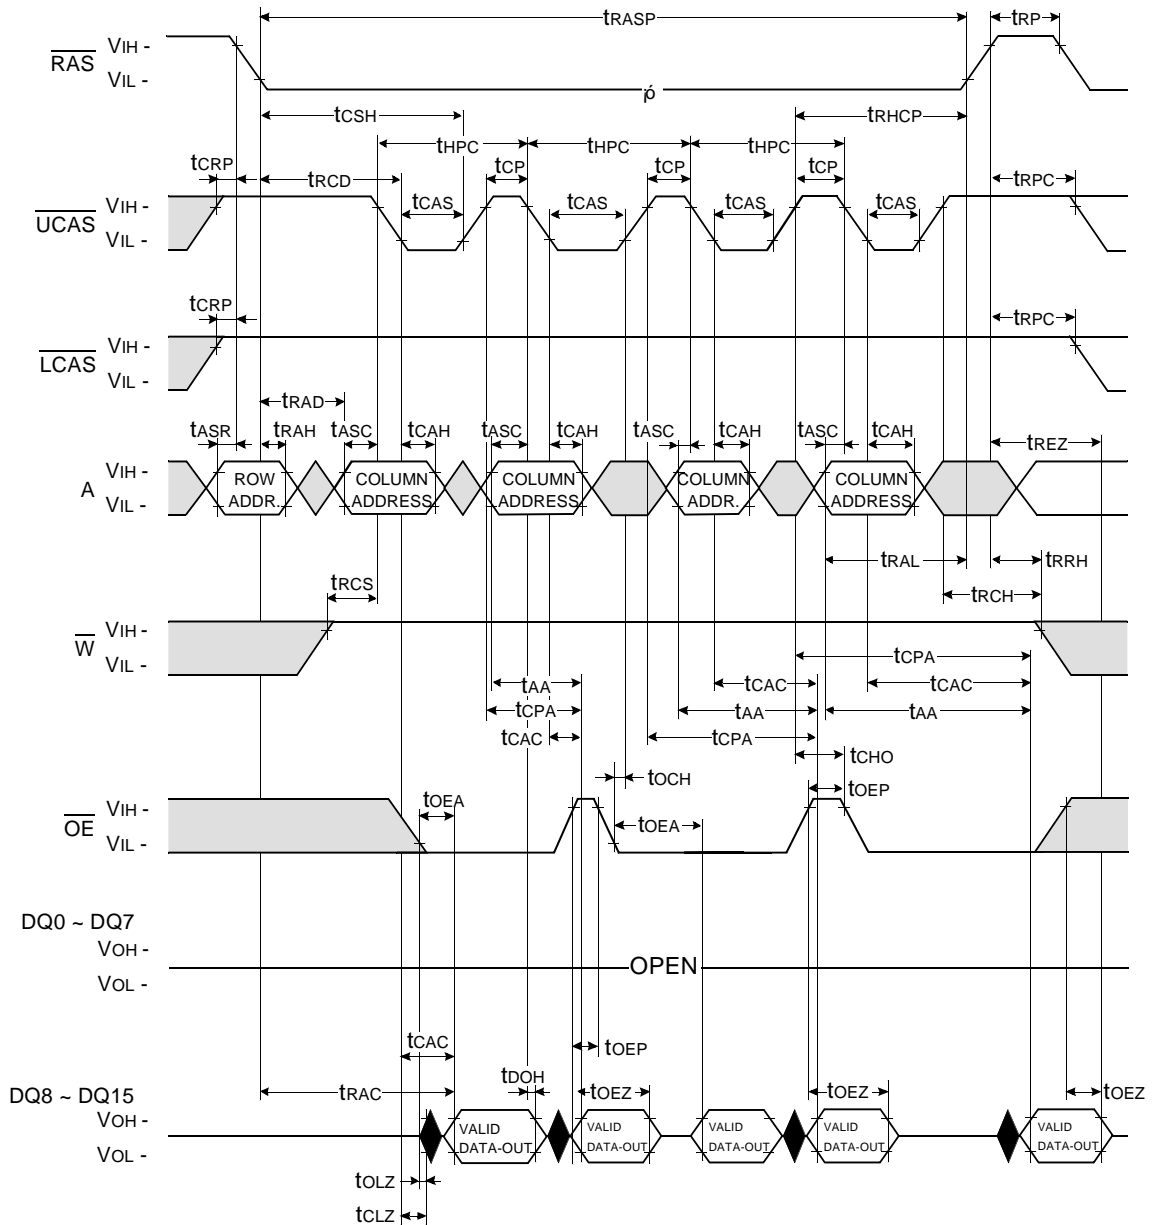 tRASP tRP
RAS VIH -
VIL -
ṕ
tCSH tRHCP
tHPC tHPC tHPC
tCRP tRCD tCP tCP tCP tRPC
UCAS VIH -
VIL -
tCAS tCAS tCAS tCAS
tCRP tRPC
LCAS VIH -
VIL -
tRAD
tASR tRAH tASC tCAH tASC tCAH tASC tCAH tASC tCAH tREZ
A VIH -
VIL -
ROW ADDR.
COLUMN ADDRESS
COLUMN ADDRESS
COLUMN ADDR.
COLUMN ADDRESS
tRAL tRRH
tRCS tRCH
W VIH -
VIL -
tCPA
tAA tCAC tCAC
tCPA tAA tAA
tCAC tCPA
tCHO
tOCH tOEP
tOEA tOEA
OE VIH -
VIL -
DQ0 ~ DQ7
VOH -
VOL -
OPEN
tCAC tOEP
tDOH
tRAC tOEZ tOEZ tOEZ
DQ8 ~ DQ15
VOH -
VOL -
VALID DATA-OUT
VALID DATA-OUT
VALID DATA-OUT
VALID DATA-OUT
VALID DATA-OUT
tOLZ
tCLZ